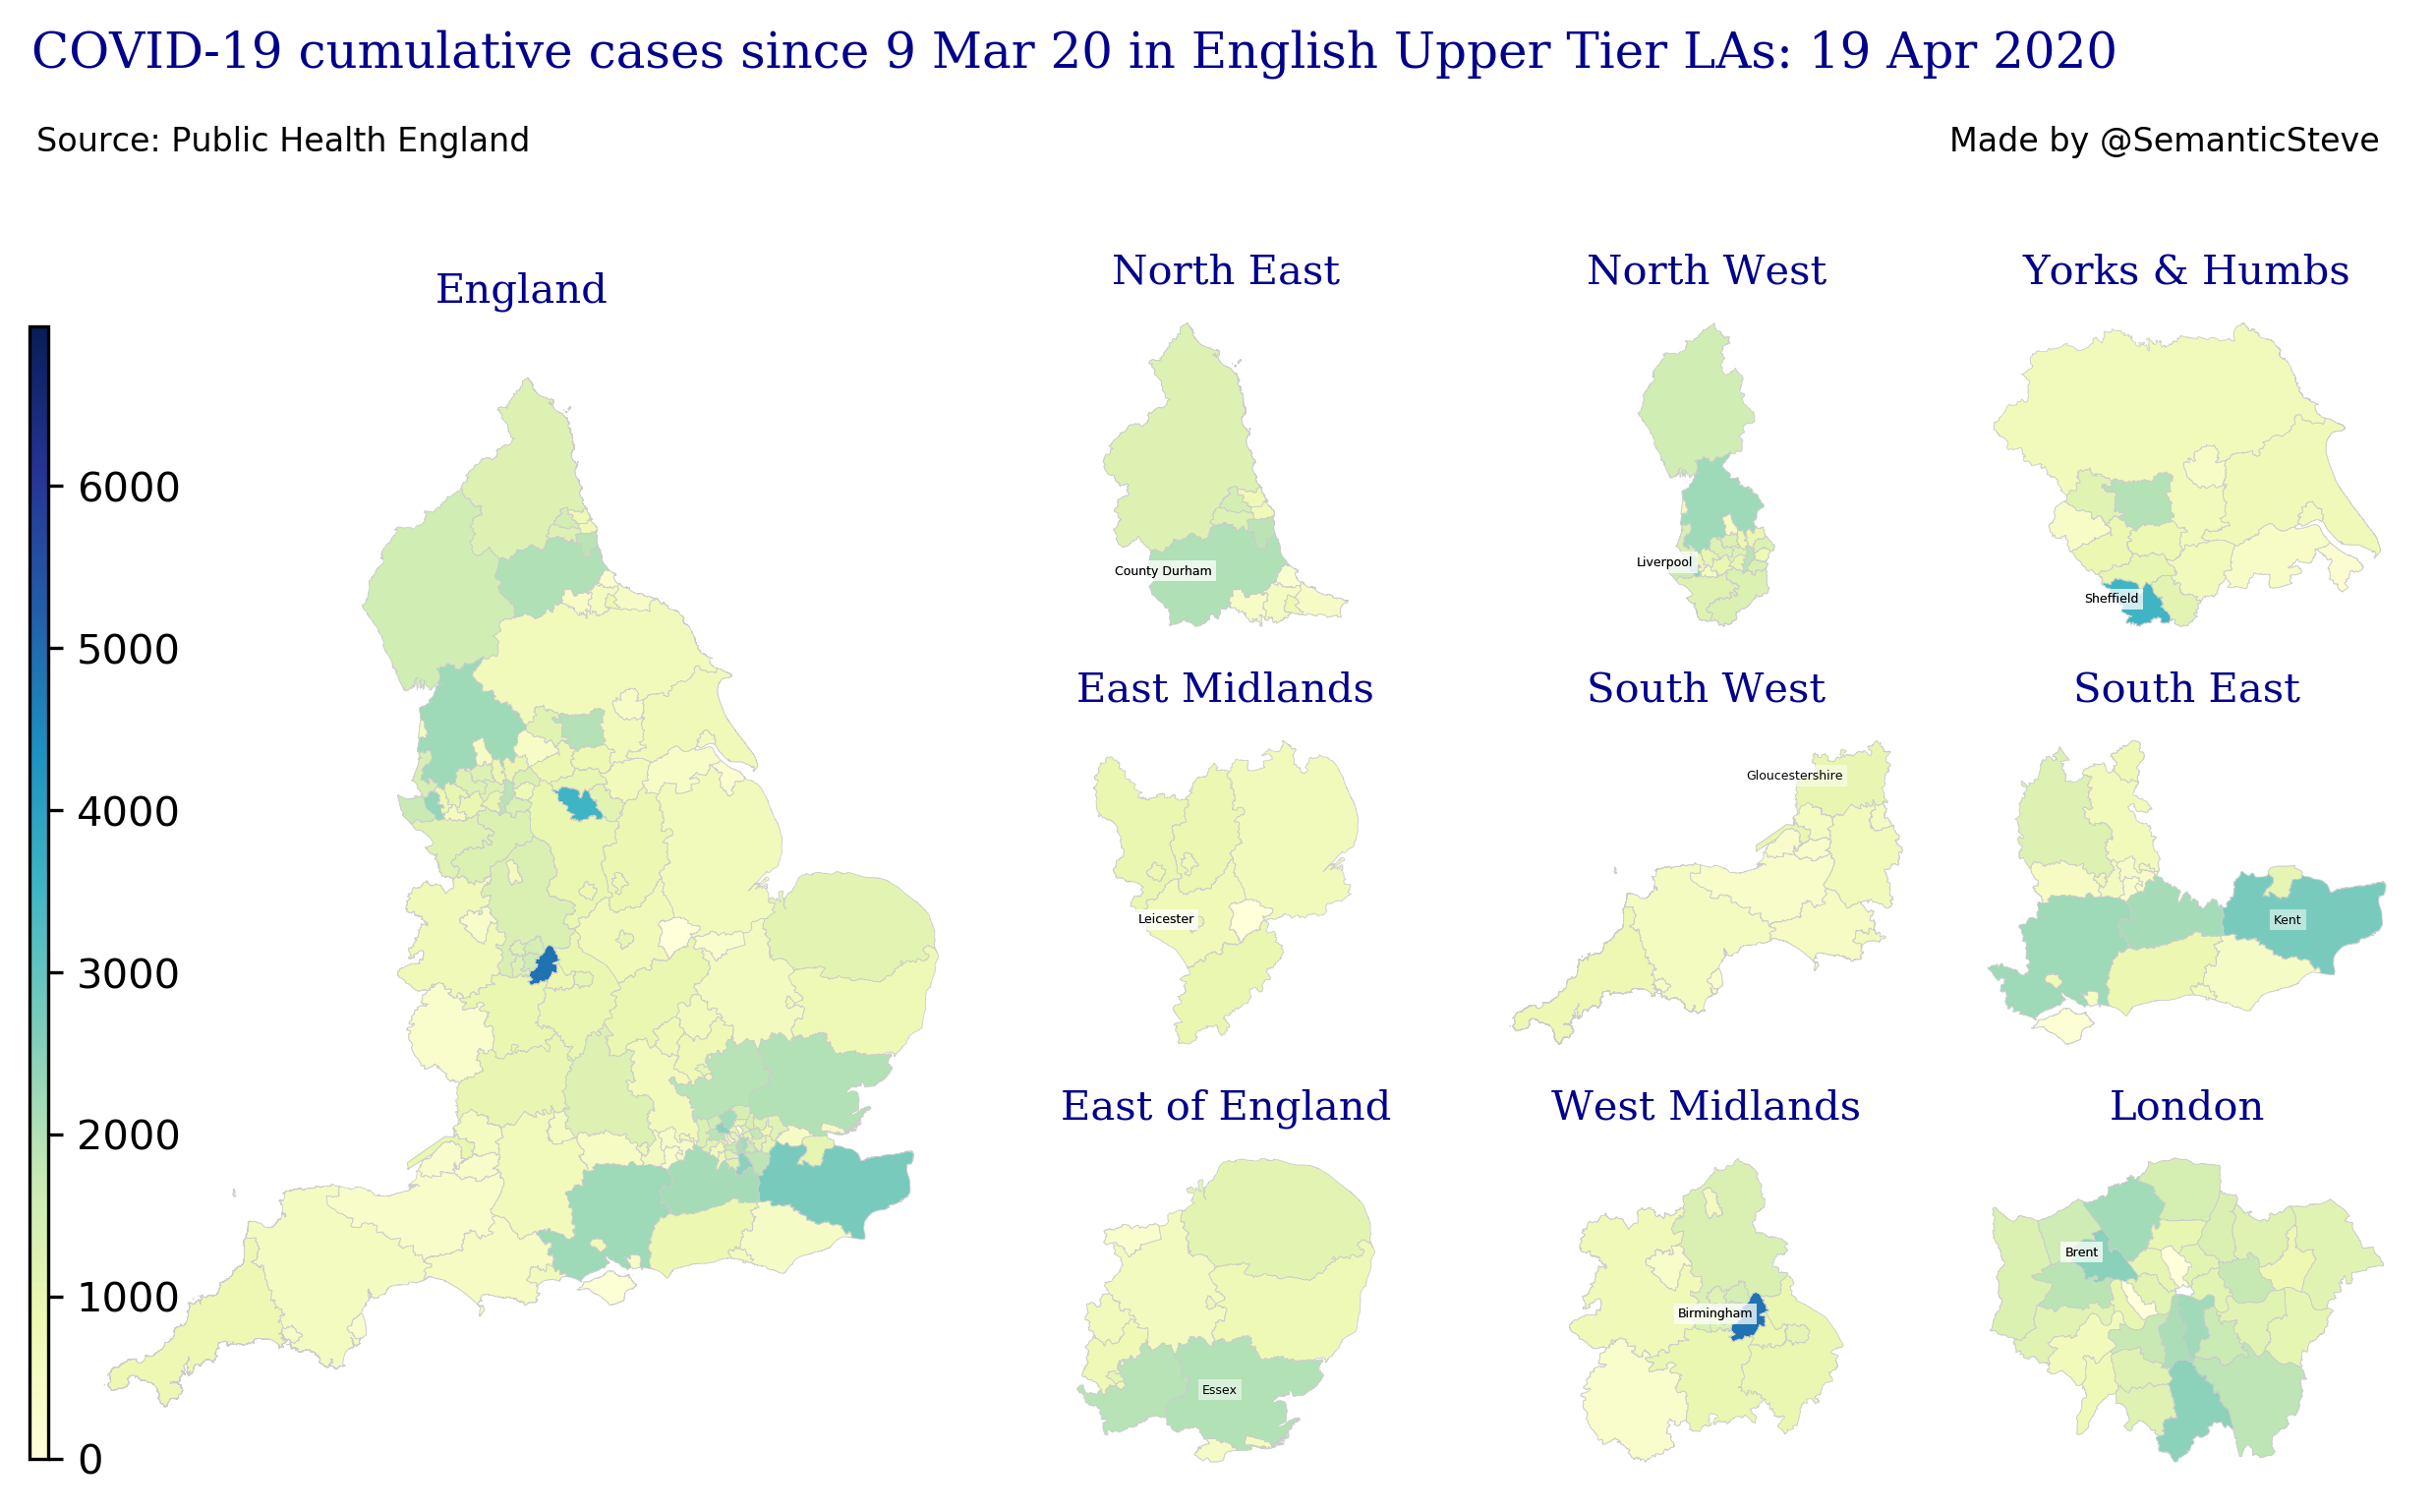 COVID-19 cumulative cases since 9 Mar 20 in English Upper Tier LAs: 19 Apr 2020
Source: Public Health England
Made by @SemanticSteve
England
North East
North West
Yorks & Humbs
6000
5000
4000
3000
2000
1000
0
County Durham
Liverpool
Sheffield
East Midlands
South West
South East
Leicester
Gloucestershire
Kent
East of England
West Midlands
London
Essex
Birmingham
Brent